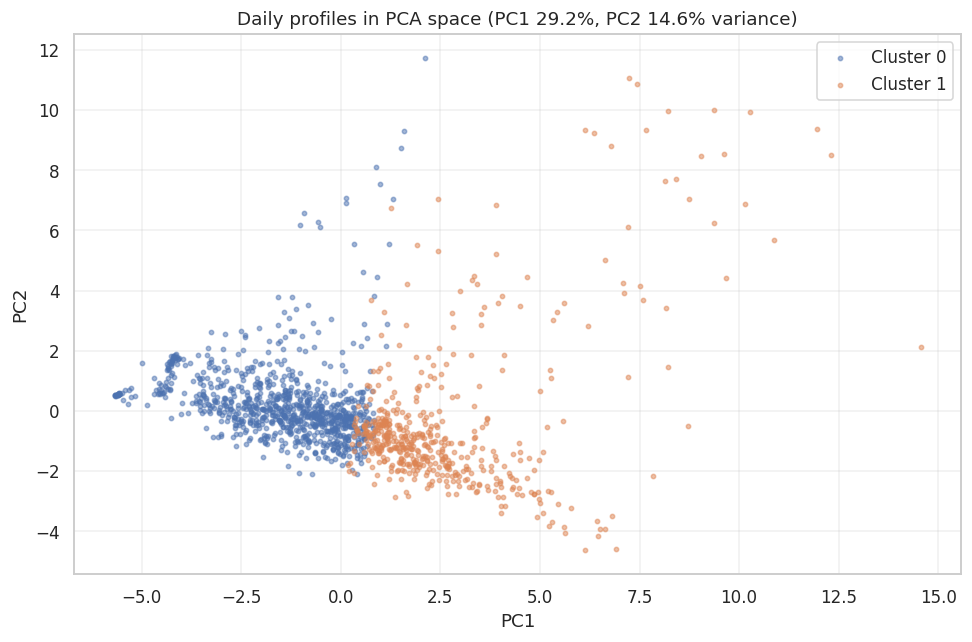 Daily profiles in PCA space (PC1 29.2%, PC2 14.6% variance)
Cluster 0
Cluster 1
PC2
12
10
8
6
4
2
0
−2
−4
−5.0 −2.5 0.0 2.5 5.0 7.5 10.0 12.5 15.0
PC1